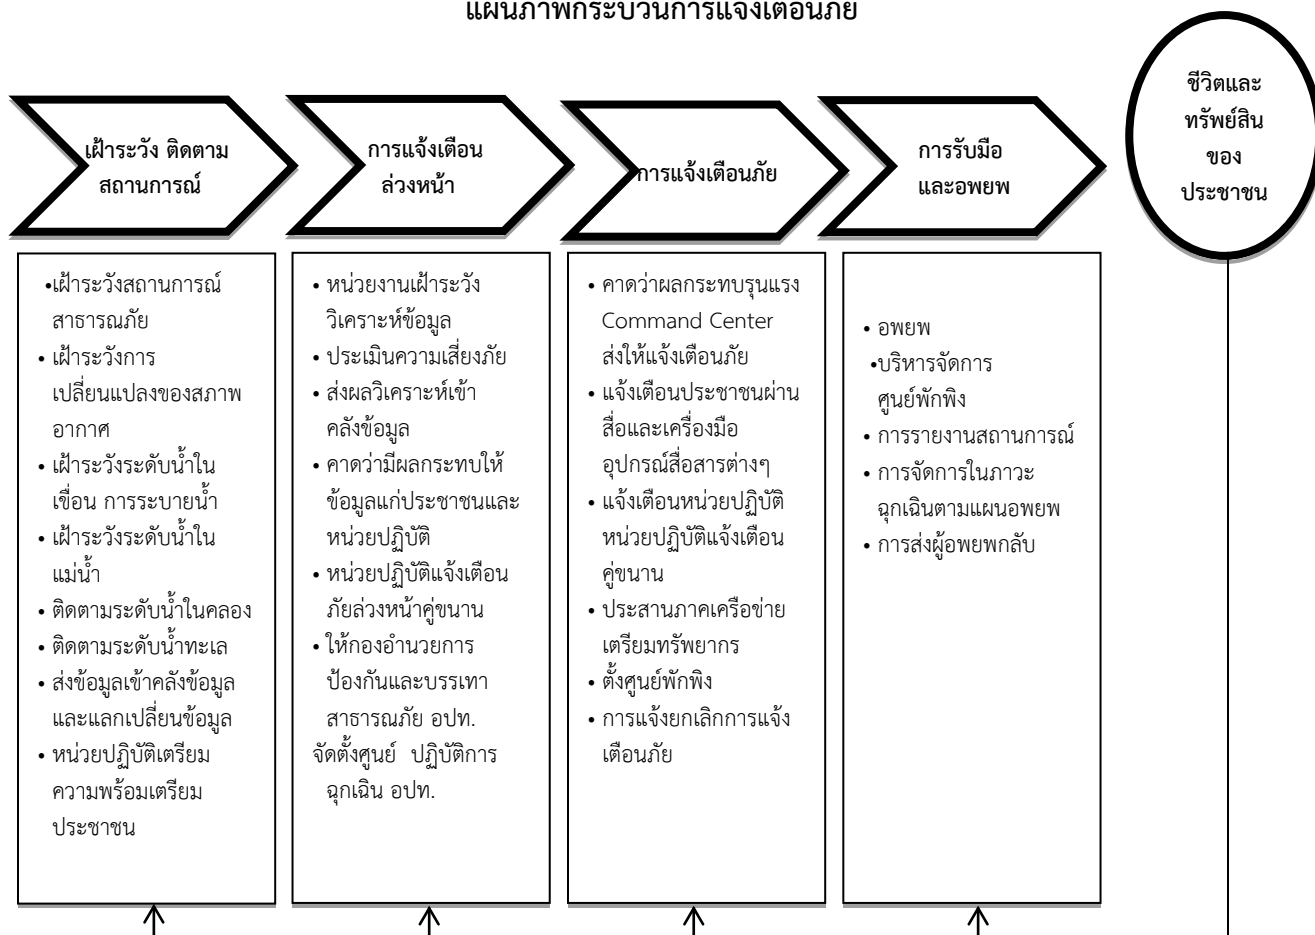 แผนภาพกระบวนการแจ้งเตือนภัย
เฝ้าระวัง ติดตาม
สถานการณ์
การแจ้งเตือน
ล่วงหน้า
การแจ้งเตือนภัย
การรับมือ
และอพยพ
ชีวิตและ
ทรัพย์สิน
ของ
ประชาชน
•เฝ้าระวังสถานการณ์
สาธารณภัย
• เฝ้าระวังการ
เปลี่ยนแปลงของสภาพ
อากาศ
• เฝ้าระวังระดับน้ำใน
เขื่อน การระบายน้ำ
• เฝ้าระวังระดับน้ำใน
แม่น้ำ
• ติดตามระดับน้ำในคลอง
• ติดตามระดับน้ำทะเล
• ส่งข้อมูลเข้าคลังข้อมูล
และแลกเปลี่ยนข้อมูล
• หน่วยปฏิบัติเตรียม
ความพร้อมเตรียม
ประชาชน
• หน่วยงานเฝ้าระวัง
วิเคราะห์ข้อมูล
• ประเมินความเสี่ยงภัย
• ส่งผลวิเคราะห์เข้า
คลังข้อมูล
• คาดว่ามีผลกระทบให้
ข้อมูลแก่ประชาชนและ
หน่วยปฏิบัติ
• หน่วยปฏิบัติแจ้งเตือน
ภัยล่วงหน้าคู่ขนาน
• ให้กองอำนวยการ
ป้องกันและบรรเทา
สาธารณภัย อปท.
จัดตั้งศูนย์ ปฏิบัติการ
ฉุกเฉิน อปท.
• คาดว่าผลกระทบรุนแรง
Command Center
ส่งให้แจ้งเตือนภัย
• แจ้งเตือนประชาชนผ่าน
สื่อและเครื่องมือ
อุปกรณ์สื่อสารต่างๆ
• แจ้งเตือนหน่วยปฏิบัติ
หน่วยปฏิบัติแจ้งเตือน
คู่ขนาน
• ประสานภาคเครือข่าย
เตรียมทรัพยากร
• ตั้งศูนย์พักพิง
• การแจ้งยกเลิกการแจ้ง
เตือนภัย
• อพยพ
•บริหารจัดการ
ศูนย์พักพิง
• การรายงานสถานการณ์
• การจัดการในภาวะ
ฉุกเฉินตามแผนอพยพ
• การส่งผู้อพยพกลับ